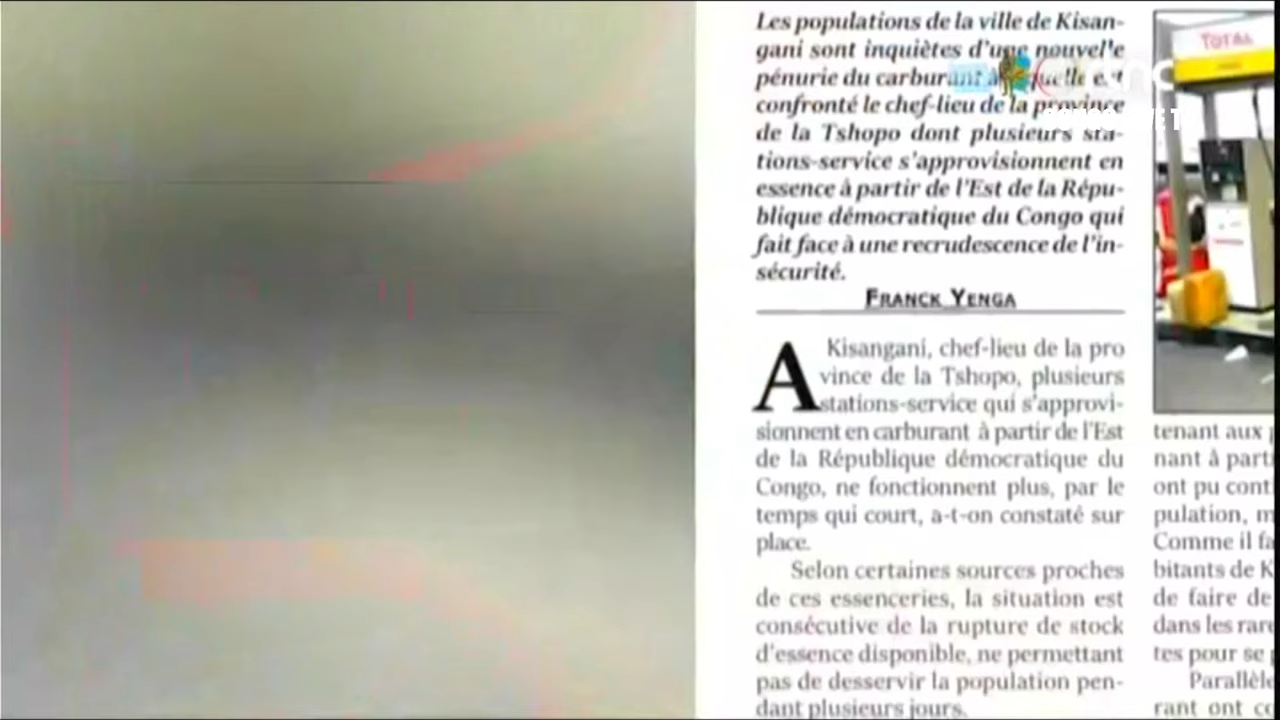 Les populations de la ville de Kisan-
gani sont inquiètes d'une nouvelle
pénurie du carburant à laquelle est
confronté le chef-lieu de la province
de la Tshopo dont plusieurs sta-
tions-service s'approvisionnent en
essence à partir de l'Est de la Répu-
blique démocratique du Congo qui
fait face à une recrudescence de l'in-
sécurité.
FRANCK YENGA
A Kisangani, chef-lieu de la pro
vince de la Tshopo, plusieurs
stations-service qui s'approvi-
sionnent en carburant à partir de l'Est
de la République démocratique du
Congo, ne fonctionnent plus, par le
temps qui court, a-t-on constaté sur
place.
Selon certaines sources proches
de ces essenceries, la situation est
consécutive de la rupture de stock
d'essence disponible, ne permettant
pas de desservir la population pen-
dant plusieurs jours.
TOTAL
tenant aux
nant à parti
ont pu cont
pulation, m
Comme il fa
bitants de K
de faire de
dans les rare
tes pour se
Parallèle
rant ont co